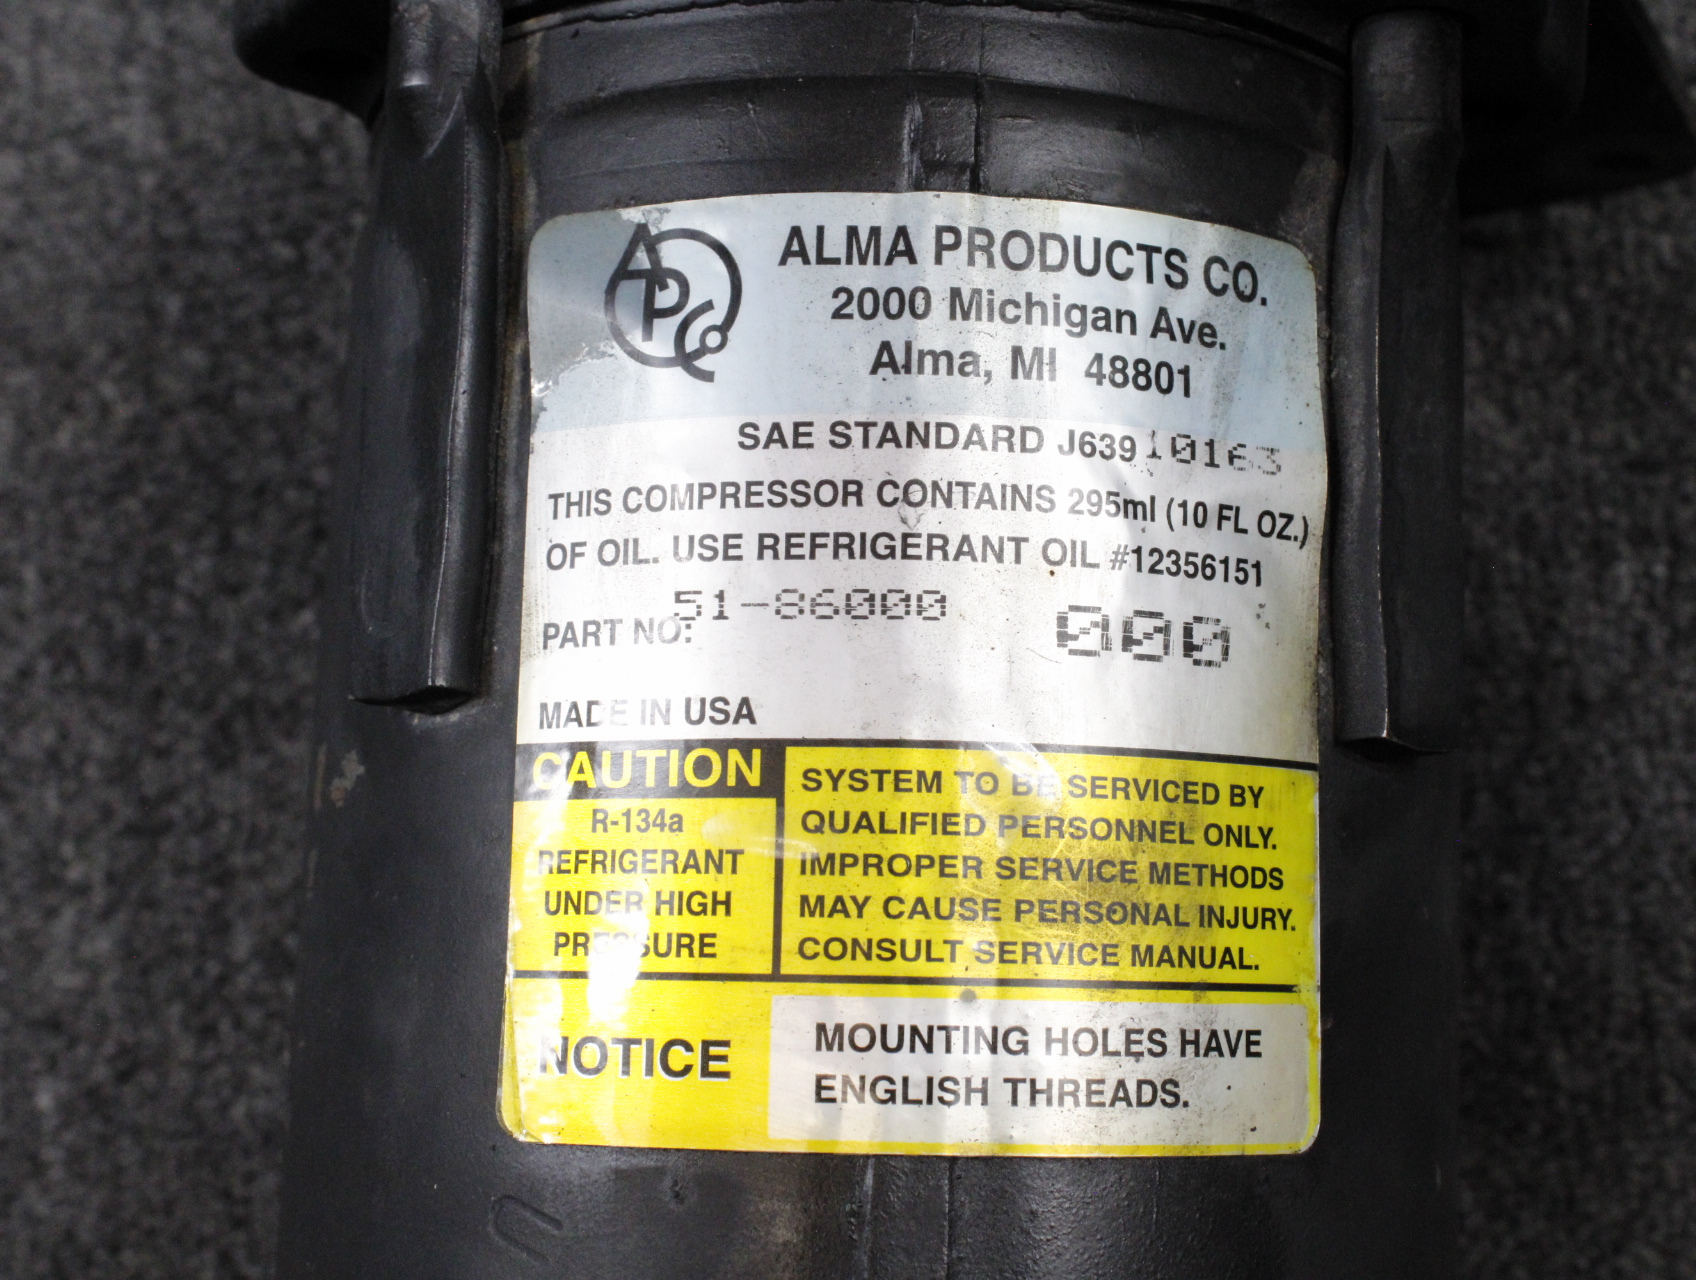 APCo
ALMA PRODUCTS CO.
2000 Michigan Ave.
Alma, MI 48801
SAE STANDARD J639 10163
THIS COMPRESSOR CONTAINS 295ml (10 FL OZ.)
OF OIL. USE REFRIGERANT OIL #12356151
PART NO: 51-86000
000
MADE IN USA
CAUTION
R-134a
REFRIGERANT
UNDER HIGH
PRESSURE
SYSTEM TO BE SERVICED BY
QUALIFIED PERSONNEL ONLY.
IMPROPER SERVICE METHODS
MAY CAUSE PERSONAL INJURY.
CONSULT SERVICE MANUAL.
NOTICE
MOUNTING HOLES HAVE
ENGLISH THREADS.